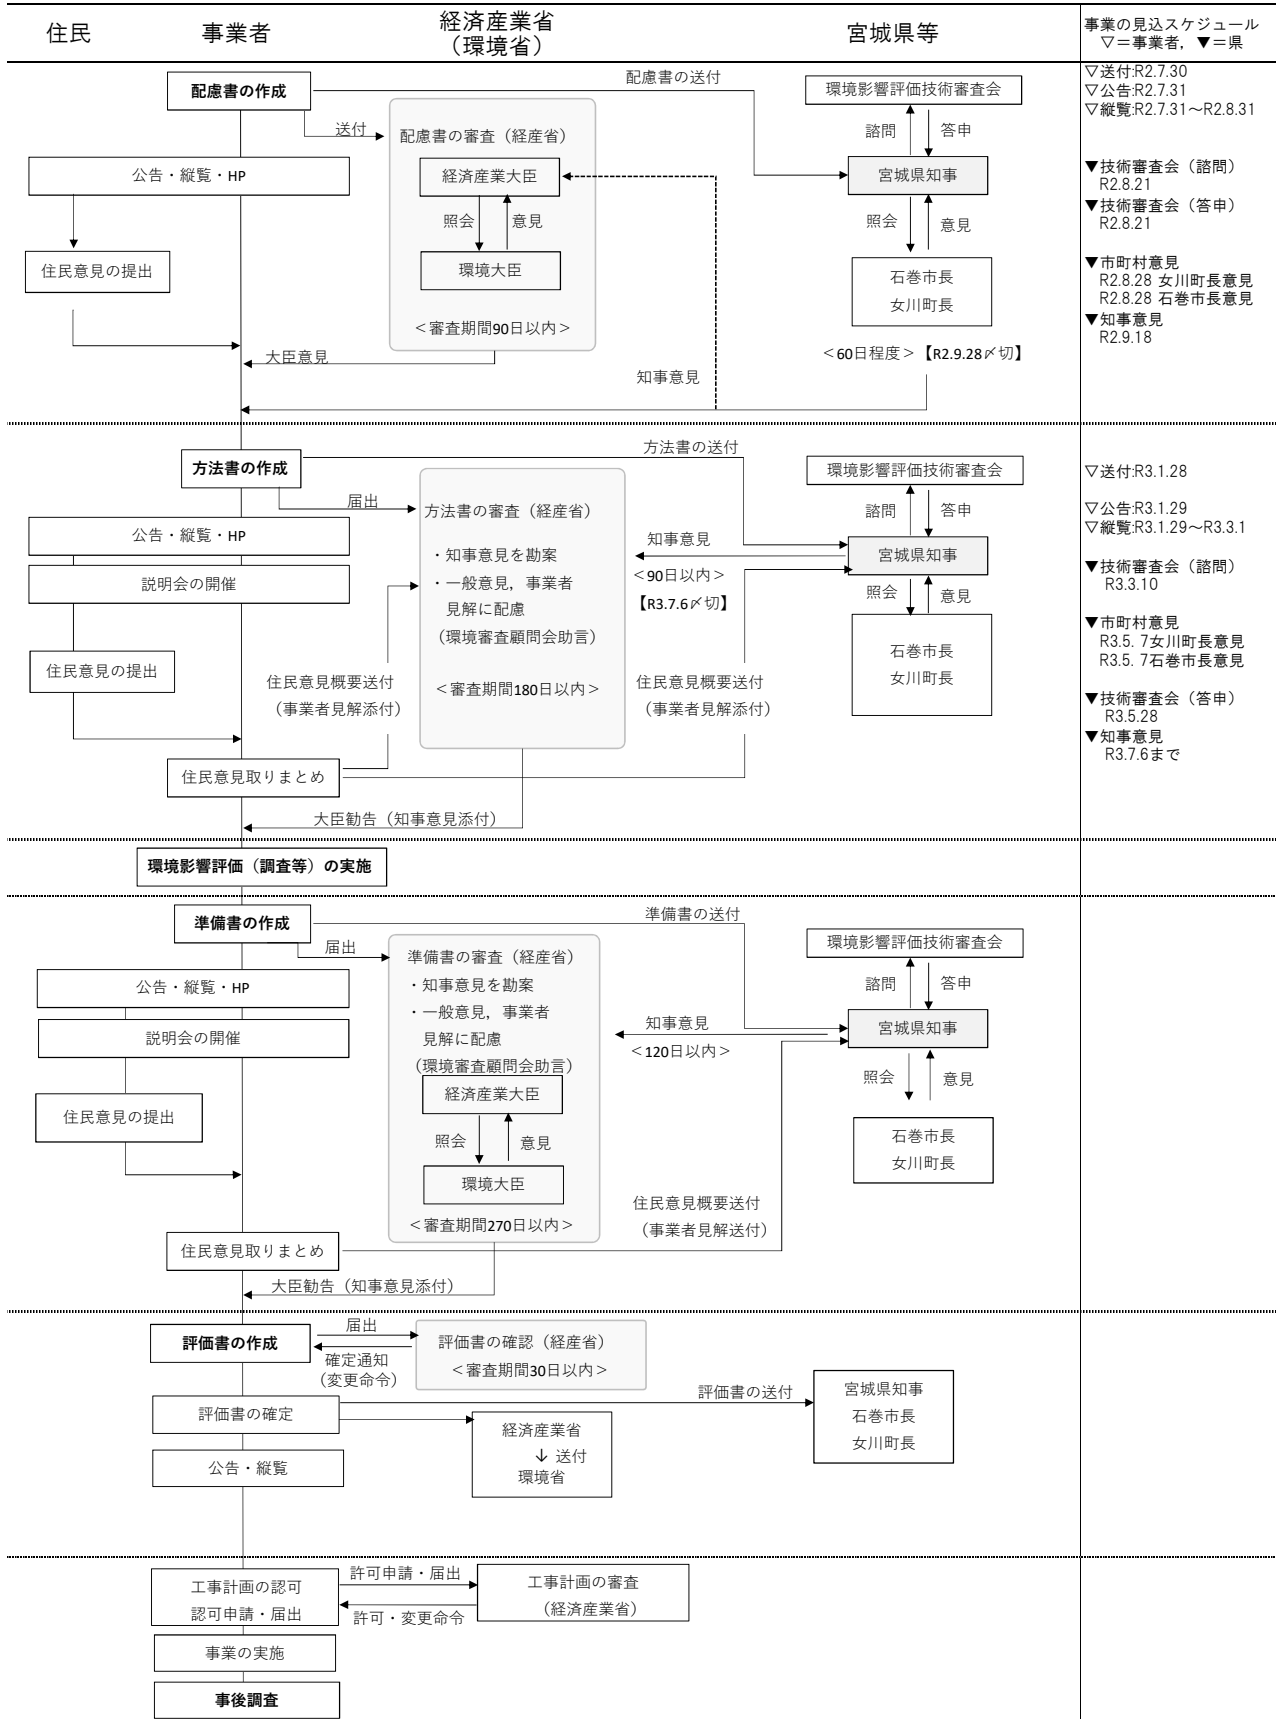 住民
事業者
経済産業省
（環境省）
宮城県等
事業の見込スケジュール
▽＝事業者，▼＝県
配慮書の作成
配慮書の送付
送付
配慮書の審査（経産省）
経済産業大臣
照会
意見
環境大臣
＜審査期間90日以内＞
公告・縦覧・HP
住民意見の提出
大臣意見
知事意見
環境影響評価技術審査会
諮問
答申
宮城県知事
照会
意見
石巻市長
女川町長
＜60日程度＞【R2.9.28〆切】
▽送付:R2.7.30
▽公告:R2.7.31
▽縦覧:R2.7.31～R2.8.31
▼技術審査会（諮問）
R2.8.21
▼技術審査会（答申）
R2.8.21
▼市町村意見
R2.8.28 女川町長意見
R2.8.28 石巻市長意見
▼知事意見
R2.9.18
方法書の作成
方法書の送付
届出
方法書の審査（経産省）
・知事意見を勘案
・一般意見，事業者
見解に配慮
（環境審査顧問会助言）
＜審査期間180日以内＞
公告・縦覧・HP
説明会の開催
住民意見の提出
住民意見概要送付
（事業者見解添付）
住民意見取りまとめ
大臣勧告（知事意見添付）
知事意見
＜90日以内＞
【R3.7.6〆切】
住民意見概要送付
（事業者見解添付）
環境影響評価技術審査会
諮問
答申
宮城県知事
照会
意見
石巻市長
女川町長
▽送付:R3.1.28
▽公告:R3.1.29
▽縦覧:R3.1.29～R3.3.1
▼技術審査会（諮問）
R3.3.10
▼市町村意見
R3.5. 7女川町長意見
R3.5. 7石巻市長意見
▼技術審査会（答申）
R3.5.28
▼知事意見
R3.7.6まで
環境影響評価（調査等）の実施
準備書の作成
準備書の送付
届出
準備書の審査（経産省）
・知事意見を勘案
・一般意見，事業者
見解に配慮
（環境審査顧問会助言）
経済産業大臣
照会
意見
環境大臣
＜審査期間270日以内＞
公告・縦覧・HP
説明会の開催
住民意見の提出
住民意見取りまとめ
大臣勧告（知事意見添付）
知事意見
＜120日以内＞
住民意見概要送付
（事業者見解送付）
環境影響評価技術審査会
諮問
答申
宮城県知事
照会
意見
石巻市長
女川町長
評価書の作成
届出
確定通知
（変更命令）
評価書の確認（経産省）
＜審査期間30日以内＞
評価書の確定
評価書の送付
宮城県知事
石巻市長
女川町長
経済産業省
↓ 送付
環境省
公告・縦覧
工事計画の認可
認可申請・届出
許可申請・届出
許可・変更命令
工事計画の審査
（経済産業省）
事業の実施
事後調査